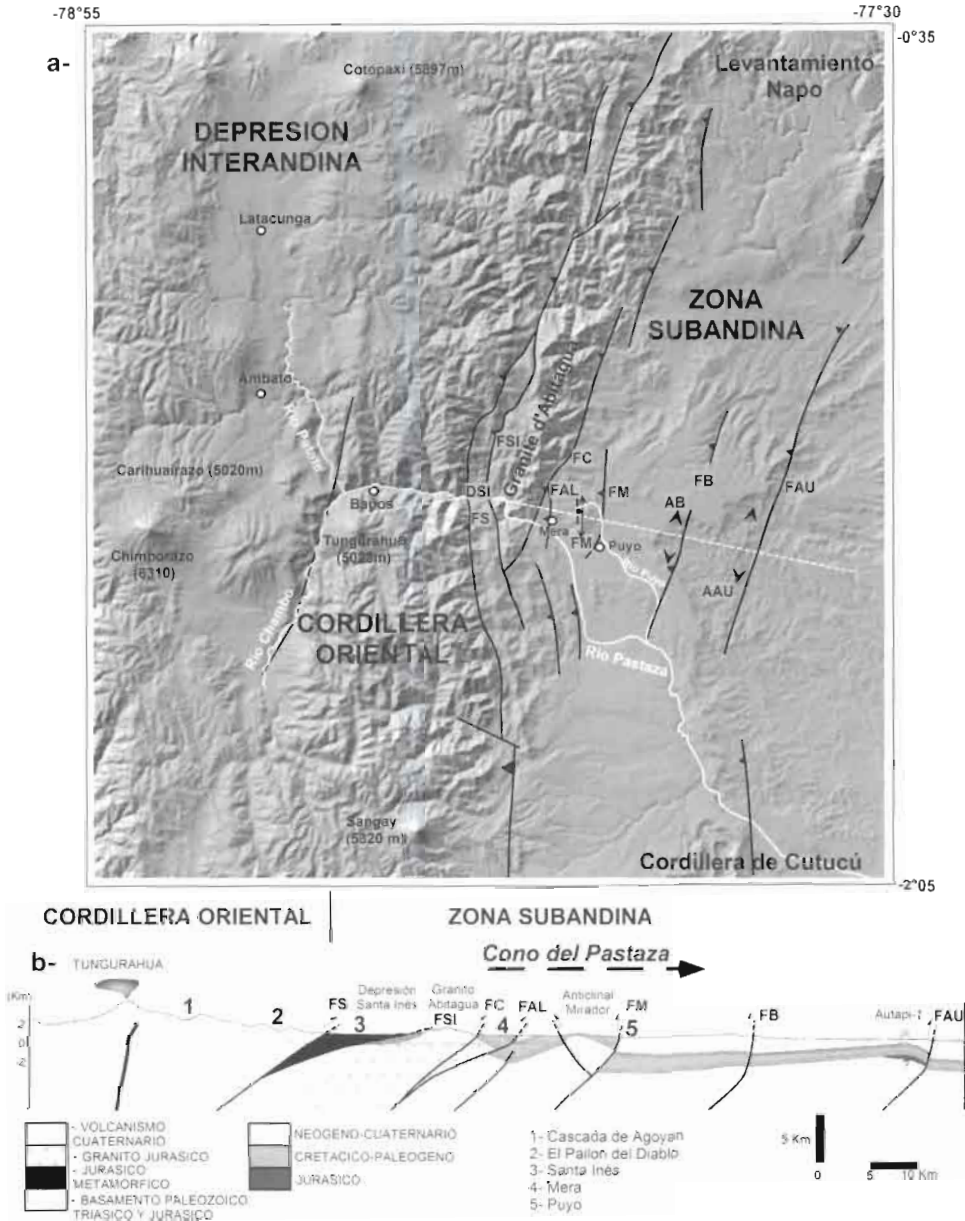 -78°55
-77°30
-0°35
a-
Cotopaxi (5897m)
Levantamiento
Napo
DEPRESION
INTERANDINA
Latacunga
ZONA
SUBANDINA
Ambato
Rio Patate
Granite d'Abitagua
FSI
FC
Carihuairazo (5020m)
FAL
FM
FB
FAU
DSI
AB
Baños
FS
Mera
Tungurahua
(5023m)
FM
Puyo
Chimborazo
(6310)
AAU
Rio Chambo
CORDILLERA
ORIENTAL
Rio Pastaza
Sangay
(5320 m)
Cordillera de Cutucú
-2°05
CORDILLERA ORIENTAL
ZONA SUBANDINA
Cono del Pastaza
b-
TUNGURAHUA
(Km)
2
0
-2
1
2
FS
3
Depresión
Santa Inés
FSI
Granito
Abitagua
FC
4
FAL
Anticlinal
Mirador
FM
5
FB
Autapi-1
FAU
- VOLCANISMO
CUATERNARIO
- GRANITO JURASICO
- JURASICO
METAMORFICO
- BASAMENTO PALEOZOICO
TRIASICO Y JURASICO
NEOGENO-CUATERNARIO
CRETACICO-PALEOGENO
JURASICO
1- Cascada de Agoyan
2- El Pailon del Diablo
3- Santa Inés
4- Mera
5- Puyo
5 Km
0
5
10 Km